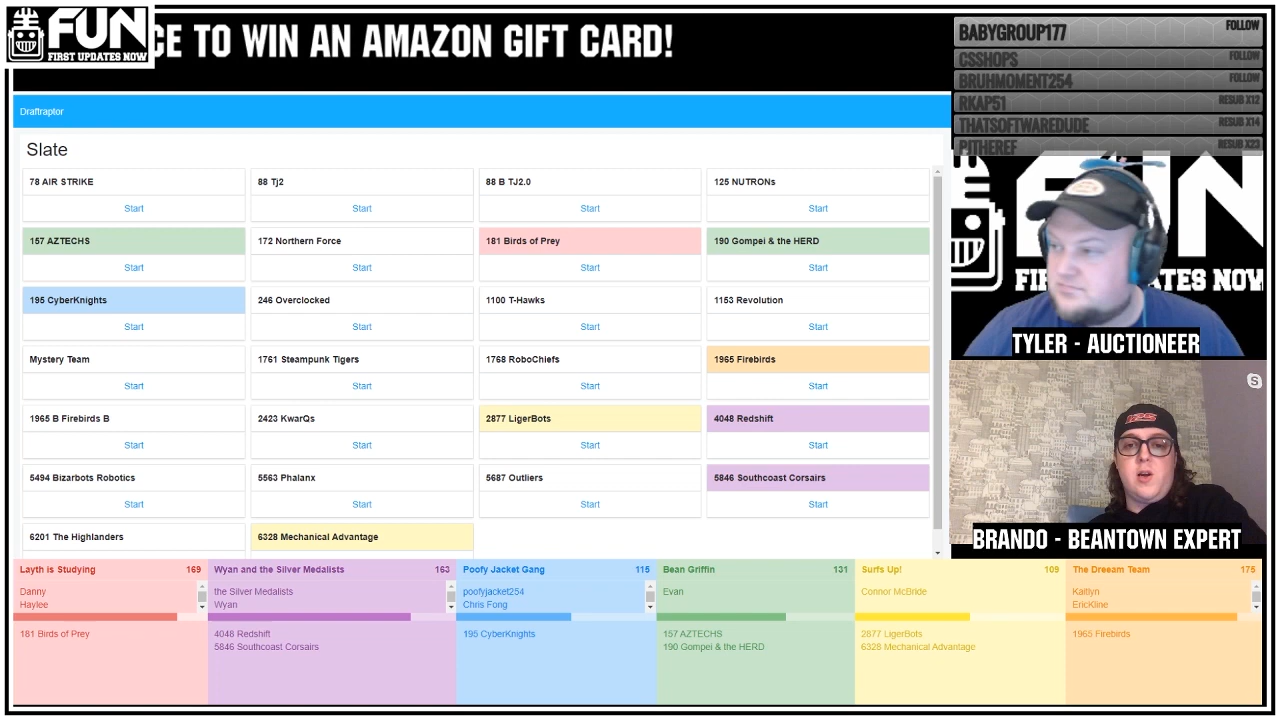 FUN
FIRST UPDATES NOW
CE TO WIN AN AMAZON GIFT CARD!
BABYGROUP177 FOLLOW
CSSHOPS FOLLOW
BRUHMOMENT254 FOLLOW
RKAP51 RESUB X12
THATSOFTWAREDUDE RESUB X14
PITHEREF RESUB X23
Draftraptor
Slate
78 AIR STRIKE 88 Tj2 88 B TJ2.0 125 NUTRONs
Start Start Start Start
157 AZTECHS 172 Northern Force 181 Birds of Prey 190 Gompei & the HERD
Start Start Start Start
195 CyberKnights 246 Overclocked 1100 T-Hawks 1153 Revolution
Start Start Start Start
Mystery Team 1761 Steampunk Tigers 1768 RoboChiefs 1965 Firebirds
Start Start Start Start
1965 B Firebirds B 2423 KwarQs 2877 LigerBots 4048 Redshift
Start Start Start Start
5494 Bizarbots Robotics 5563 Phalanx 5687 Outliers 5846 Southcoast Corsairs
Start Start Start Start
6201 The Highlanders 6328 Mechanical Advantage
FUN
FIRST UPDATES NOW
TYLER - AUCTIONEER
125
BRANDO - BEANTOWN EXPERT
Layth is Studying 169
Danny
Haylee
181 Birds of Prey
Wyan and the Silver Medalists 163
the Silver Medalists
Wyan
4048 Redshift
5846 Southcoast Corsairs
Poofy Jacket Gang 115
poofyjacket254
Chris Fong
195 CyberKnights
Bean Griffin 131
Evan
157 AZTECHS
190 Gompei & the HERD
Surfs Up! 109
Connor McBride
2877 LigerBots
6328 Mechanical Advantage
The Dreeam Team 175
Kaitlyn
EricKline
1965 Firebirds